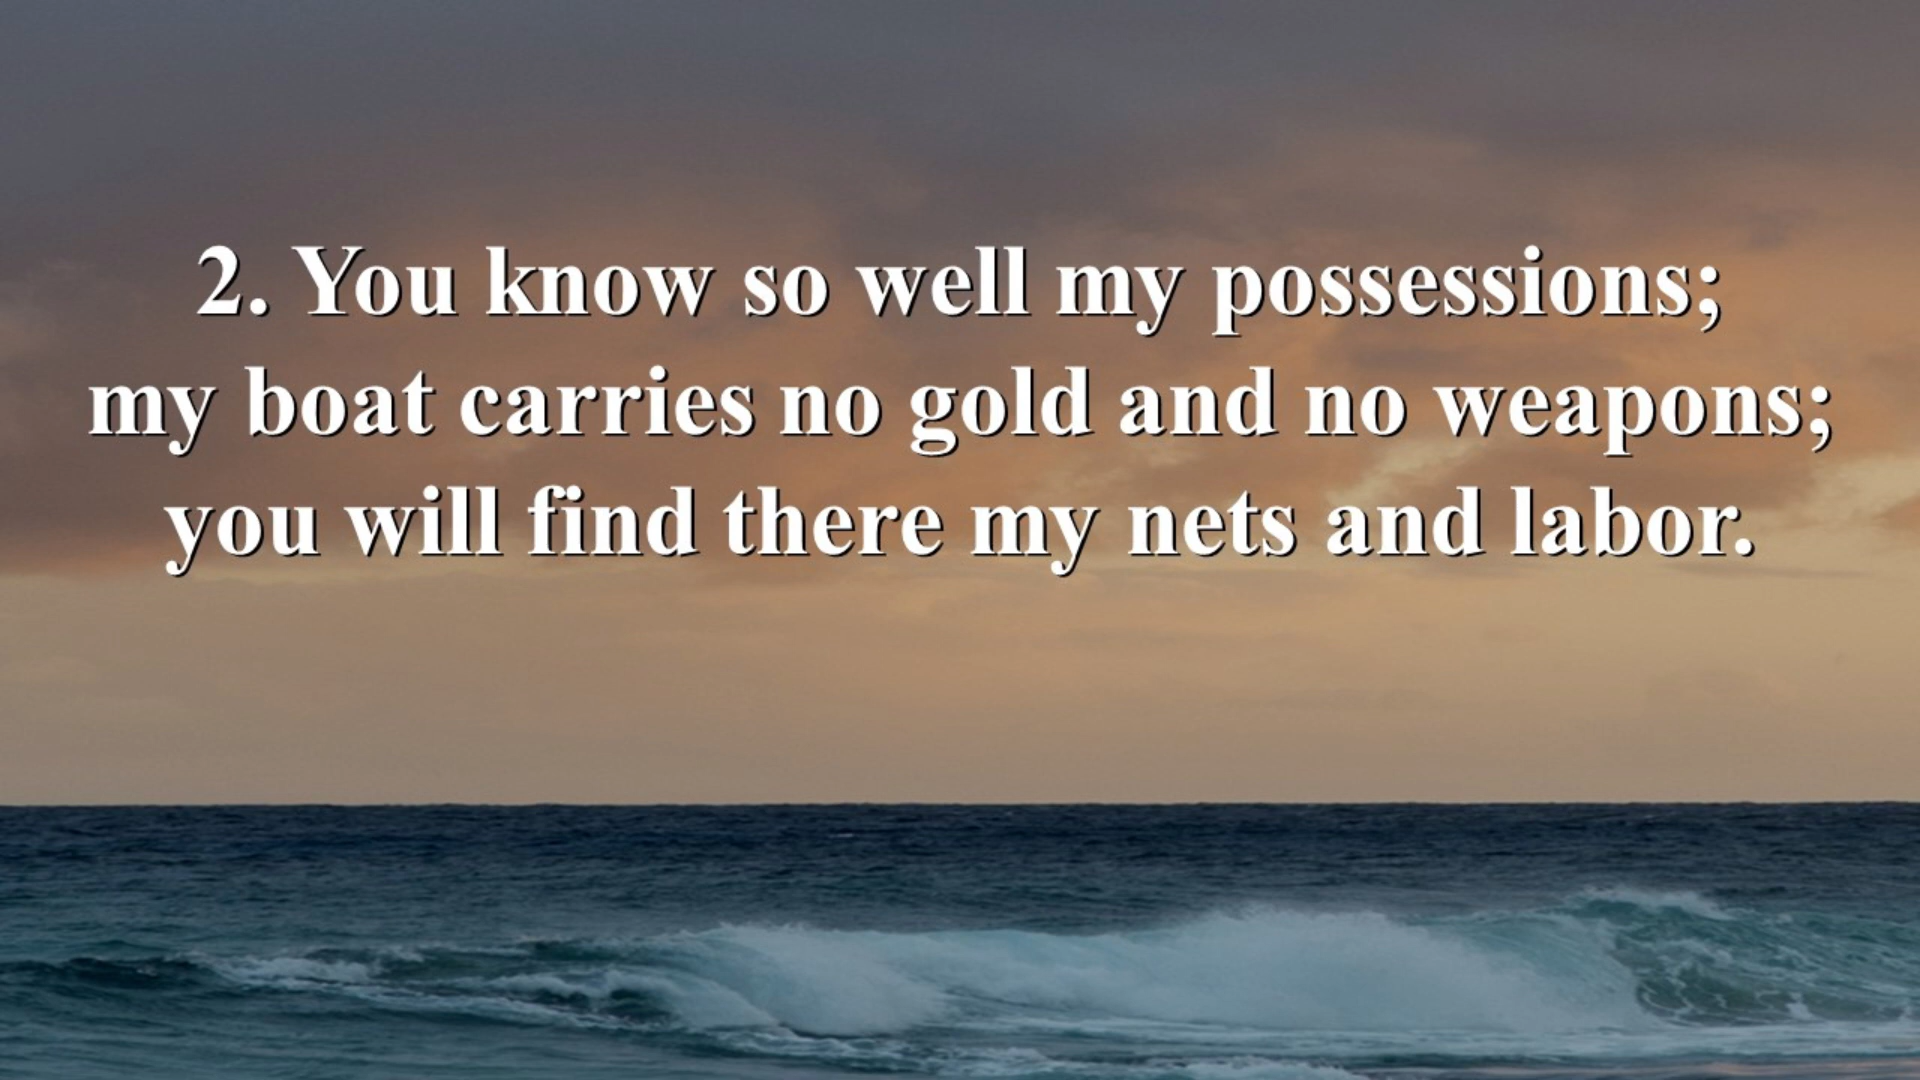 2. You know so well my possessions;
my boat carries no gold and no weapons;
you will find there my nets and labor.